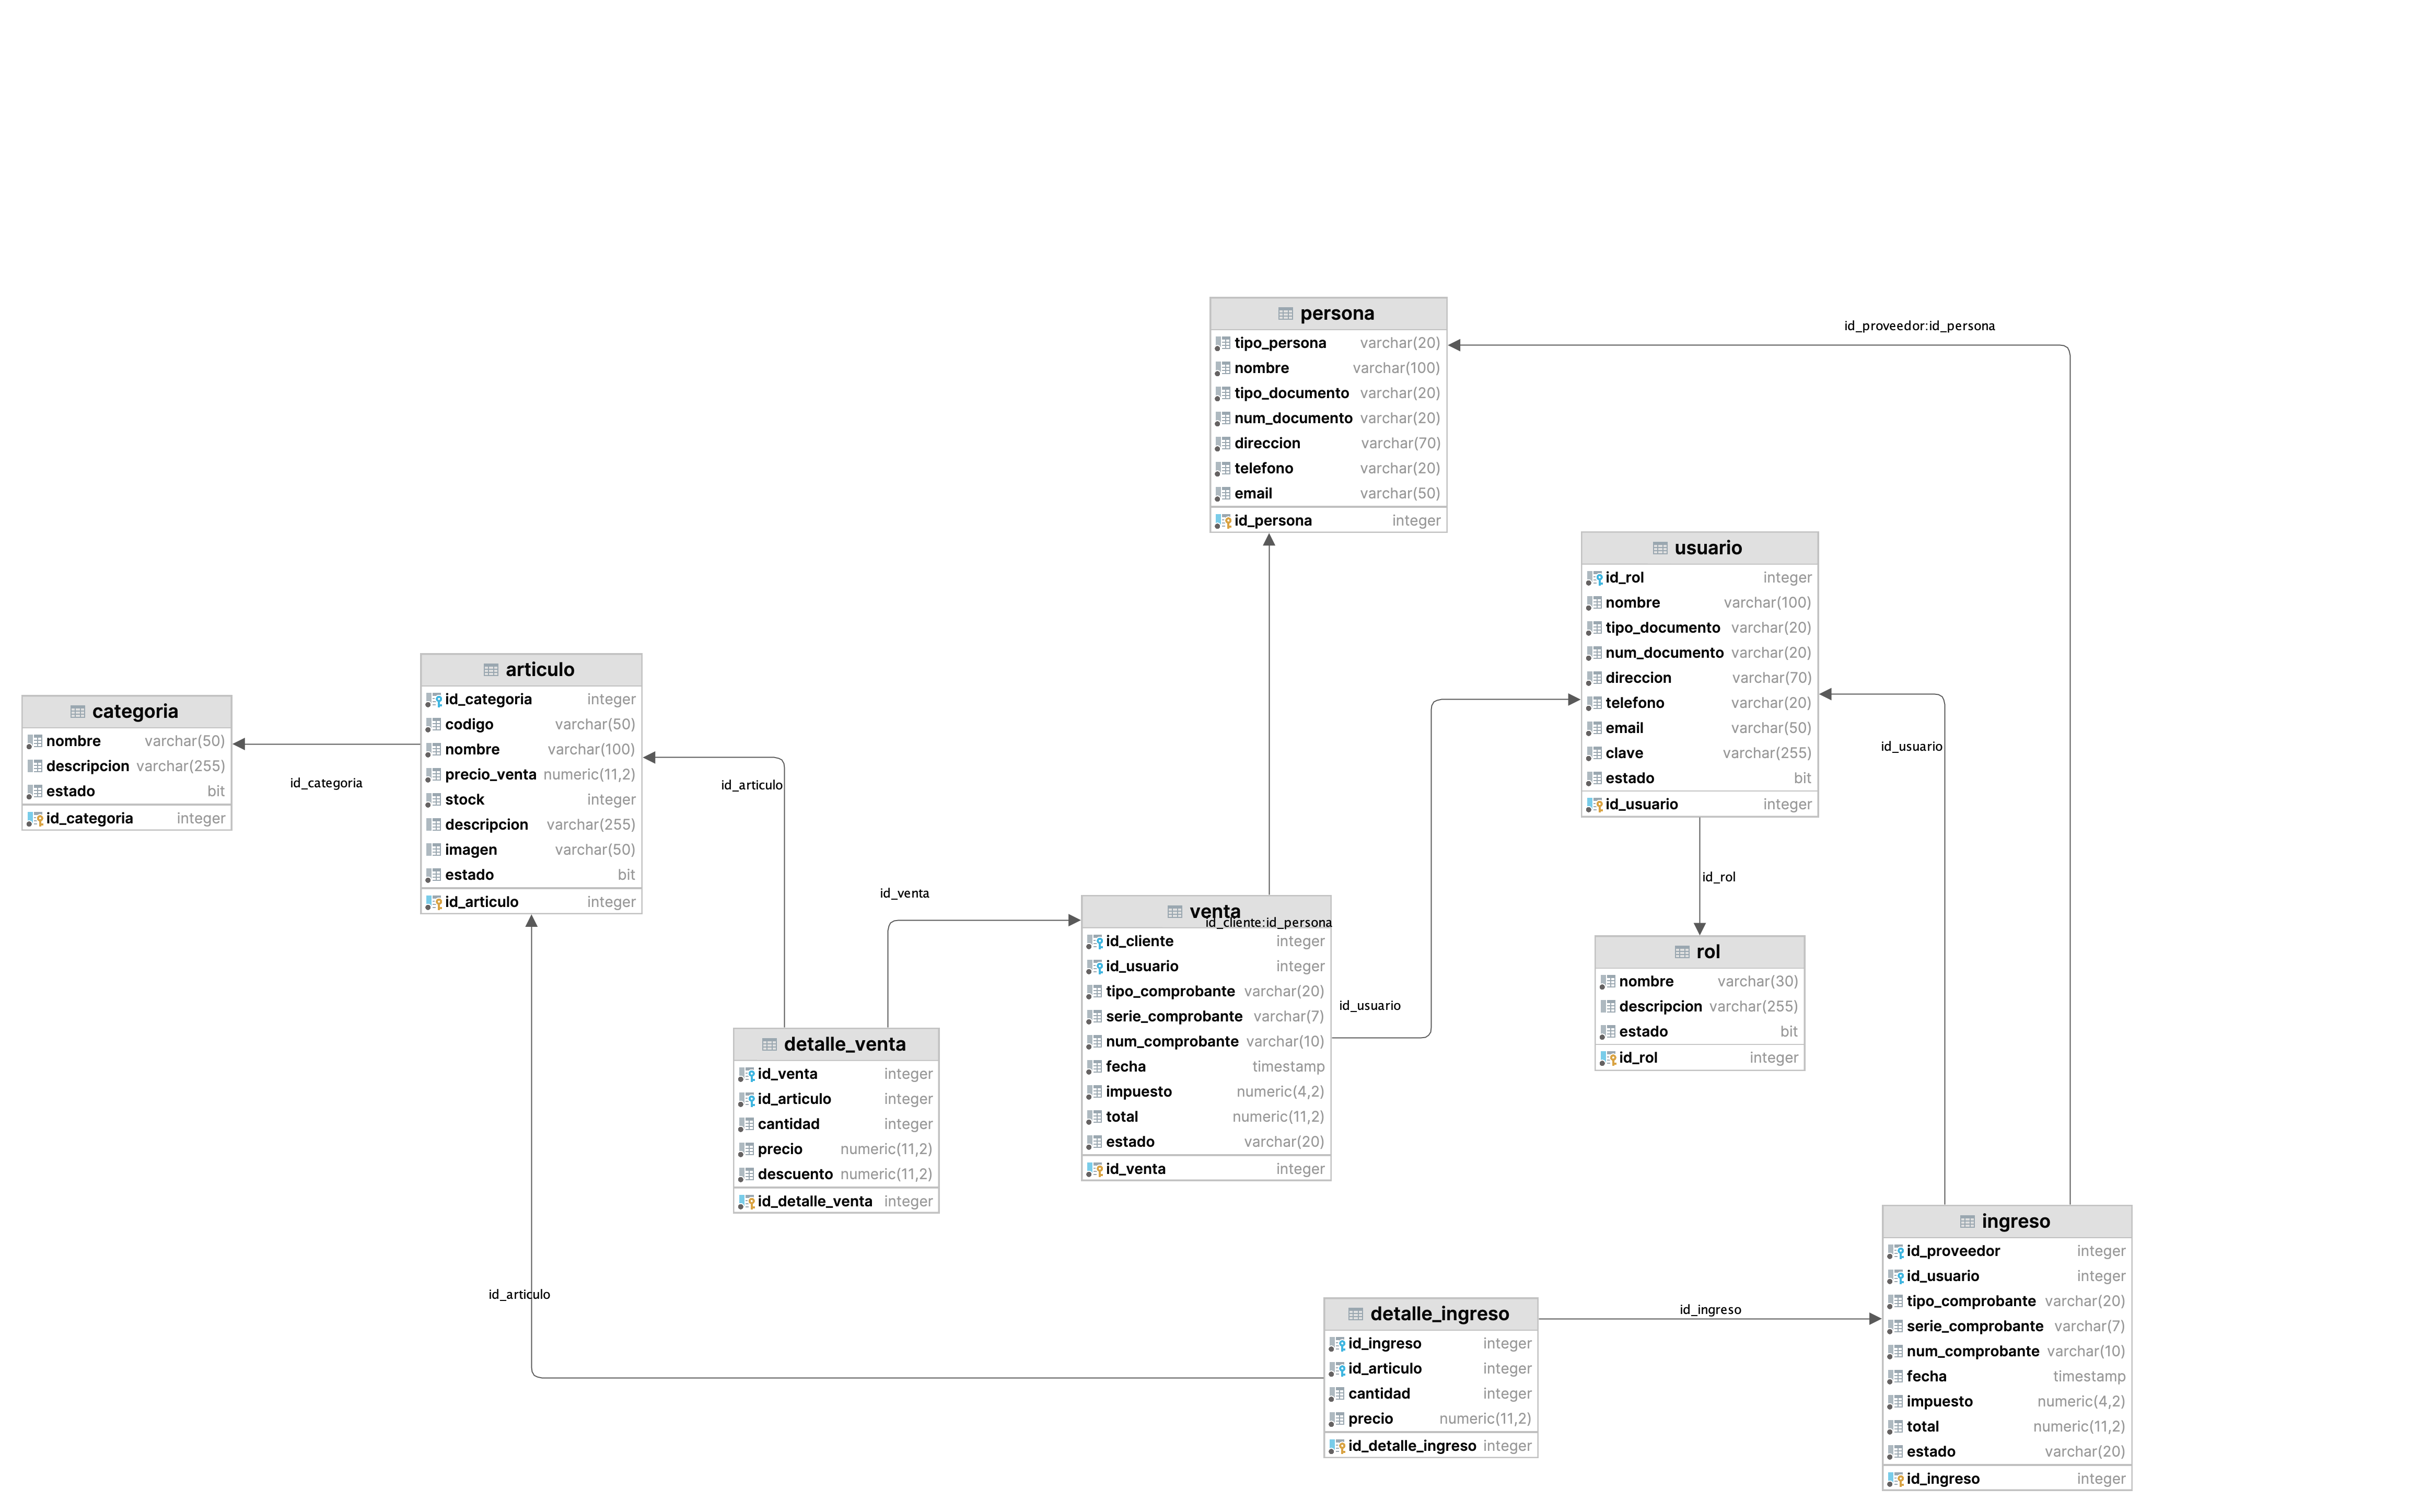 persona
tipo_persona varchar(20)
nombre varchar(100)
tipo_documento varchar(20)
num_documento varchar(20)
direccion varchar(70)
telefono varchar(20)
email varchar(50)
id_persona integer
id_proveedor:id_persona
usuario
id_rol integer
nombre varchar(100)
tipo_documento varchar(20)
num_documento varchar(20)
direccion varchar(70)
telefono varchar(20)
email varchar(50)
clave varchar(255)
estado bit
id_usuario integer
id_usuario
id_rol
categoria
nombre varchar(50)
descripcion varchar(255)
estado bit
id_categoria integer
id_categoria
articulo
id_categoria integer
codigo varchar(50)
nombre varchar(100)
precio_venta numeric(11,2)
stock integer
descripcion varchar(255)
imagen varchar(50)
estado bit
id_articulo integer
id_articulo
id_venta
venta
id_cliente:id_persona
id_cliente integer
id_usuario integer
tipo_comprobante varchar(20)
serie_comprobante varchar(7)
num_comprobante varchar(10)
fecha timestamp
impuesto numeric(4,2)
total numeric(11,2)
estado varchar(20)
id_venta integer
id_usuario
rol
nombre varchar(30)
descripcion varchar(255)
estado bit
id_rol integer
detalle_venta
id_venta integer
id_articulo integer
cantidad integer
precio numeric(11,2)
descuento numeric(11,2)
id_detalle_venta integer
id_articulo
detalle_ingreso
id_ingreso integer
id_articulo integer
cantidad integer
precio numeric(11,2)
id_detalle_ingreso integer
id_ingreso
ingreso
id_proveedor integer
id_usuario integer
tipo_comprobante varchar(20)
serie_comprobante varchar(7)
num_comprobante varchar(10)
fecha timestamp
impuesto numeric(4,2)
total numeric(11,2)
estado varchar(20)
id_ingreso integer